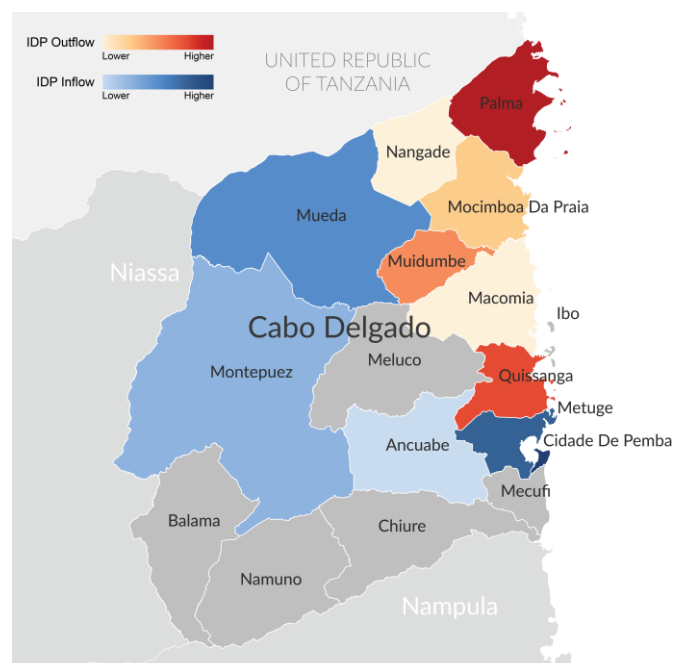 IDP Outflow
Lower Higher
IDP Inflow
Lower Higher
UNITED REPUBLIC
OF TANZANIA
Palma
Nangade
Mocimboa Da Praia
Mueda
Muidumbe
Niassa
Macomia
Ibo
Cabo Delgado
Meluco
Montepuez
Quissanga
Metuge
Cidade De Pemba
Ancuabe
Mecufi
Balama
Chiure
Namuno
Nampula